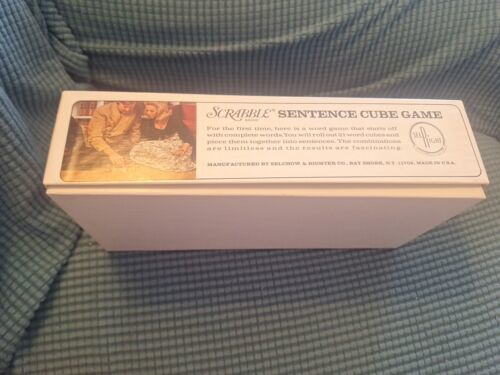 SCRABBLE® SENTENCE CUBE GAME
BRAND
For the first time, here is a word game that starts off
with complete words. You will roll out 21 word cubes and
piece them together into sentences. The combinations
are limitless and the results are fascinating.
MANUFACTURED BY SELCHOW & RIGHTER CO., BAY SHORE, N.Y. 11706, MADE IN U.S.A.